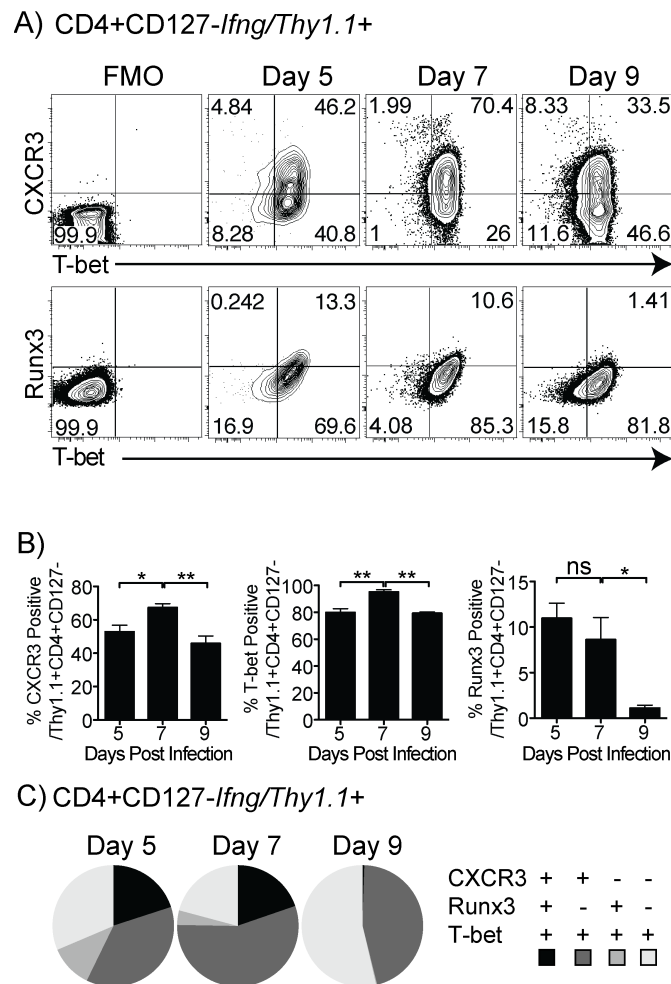 A) CD4+CD127-Ifng/Thy1.1+
FMO Day 5 Day 7 Day 9
CXCR3
4.84 46.2 1.99 70.4 8.33 33.5
99.9 8.28 40.8 1 26 11.6 46.6
T-bet
Runx3
0.242 13.3 10.6 1.41
99.9 16.9 69.6 4.08 85.3 15.8 81.8
T-bet
B)
% CXCR3 Positive
/Thy1.1+CD4+CD127-
80
60
40
20
0
* **
5 7 9
Days Post Infection
% T-bet Positive
/Thy1.1+CD4+CD127-
100
80
60
40
20
0
** **
5 7 9
Days Post Infection
% Runx3 Positive
/Thy1.1+CD4+CD127-
15
10
5
0
ns *
5 7 9
Days Post Infection
C) CD4+CD127-Ifng/Thy1.1+
Day 5 Day 7 Day 9
CXCR3 + + - -
Runx3 + - + -
T-bet + + + +